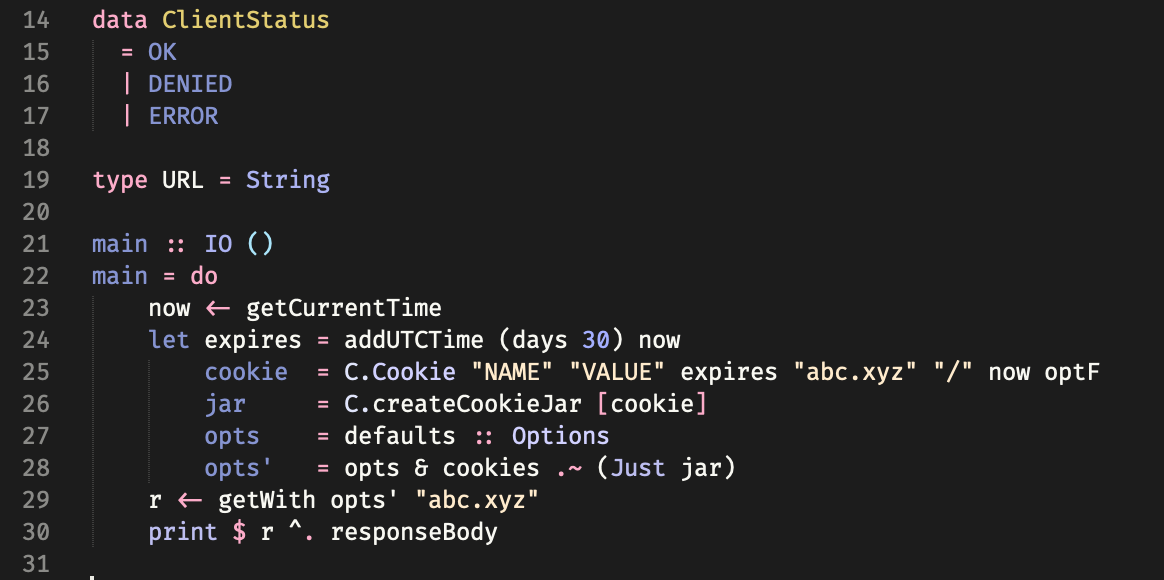 14 data ClientStatus
15   = OK
16   | DENIED
17   | ERROR
18
19 type URL = String
20
21 main :: IO ()
22 main = do
23     now <- getCurrentTime
24     let expires = addUTCTime (days 30) now
25         cookie  = C.Cookie "NAME" "VALUE" expires "abc.xyz" "/" now optF
26         jar     = C.createCookieJar [cookie]
27         opts    = defaults :: Options
28         opts'   = opts & cookies .~ (Just jar)
29     r <- getWith opts' "abc.xyz"
30     print $ r ^. responseBody
31